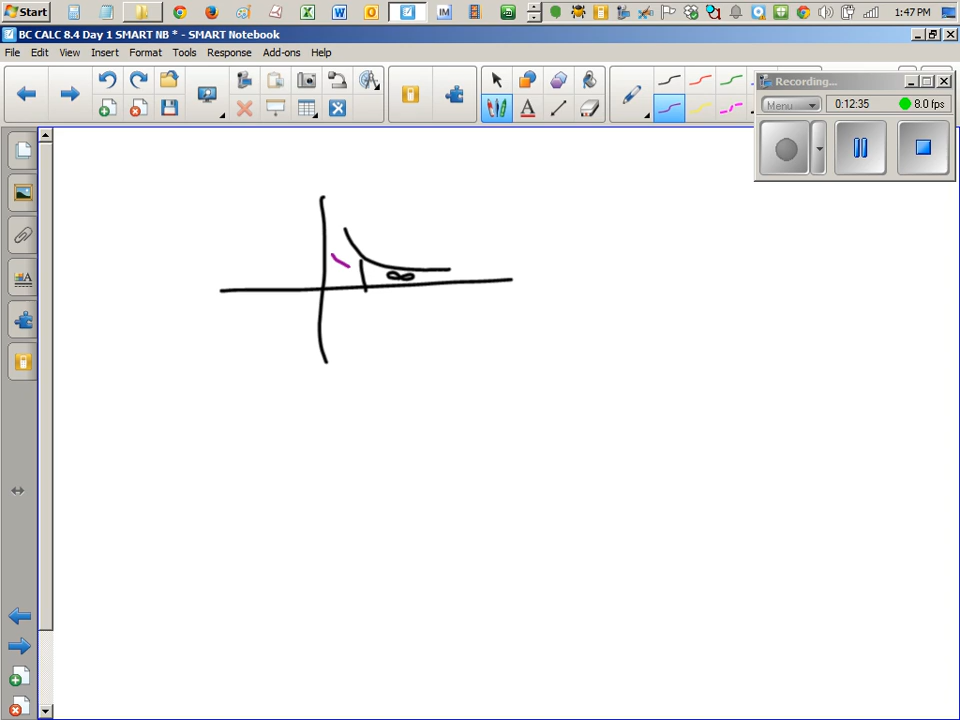 Start
1:47 PM
BC CALC 8.4 Day 1 SMART NB * - SMART Notebook
File Edit View Insert Format Tools Response Add-ons Help
Recording...
Menu 0:12:35 8.0 fps
∞